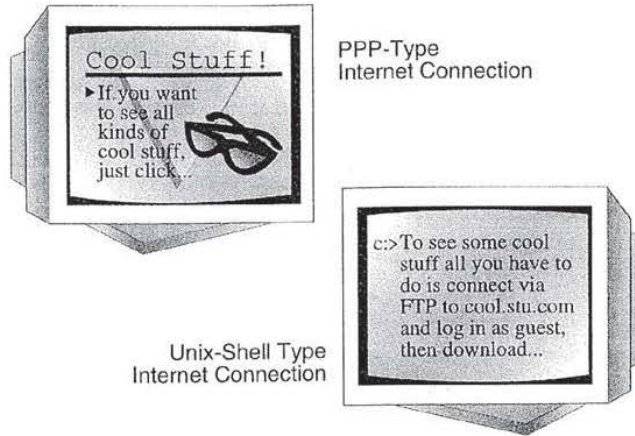 Cool Stuff!
▸If you want
to see all
kinds of
cool stuff,
just click...
PPP-Type
Internet Connection
c:>To see some cool
stuff all you have to
do is connect via
FTP to cool.stu.com
and log in as guest,
then download...
Unix-Shell Type
Internet Connection